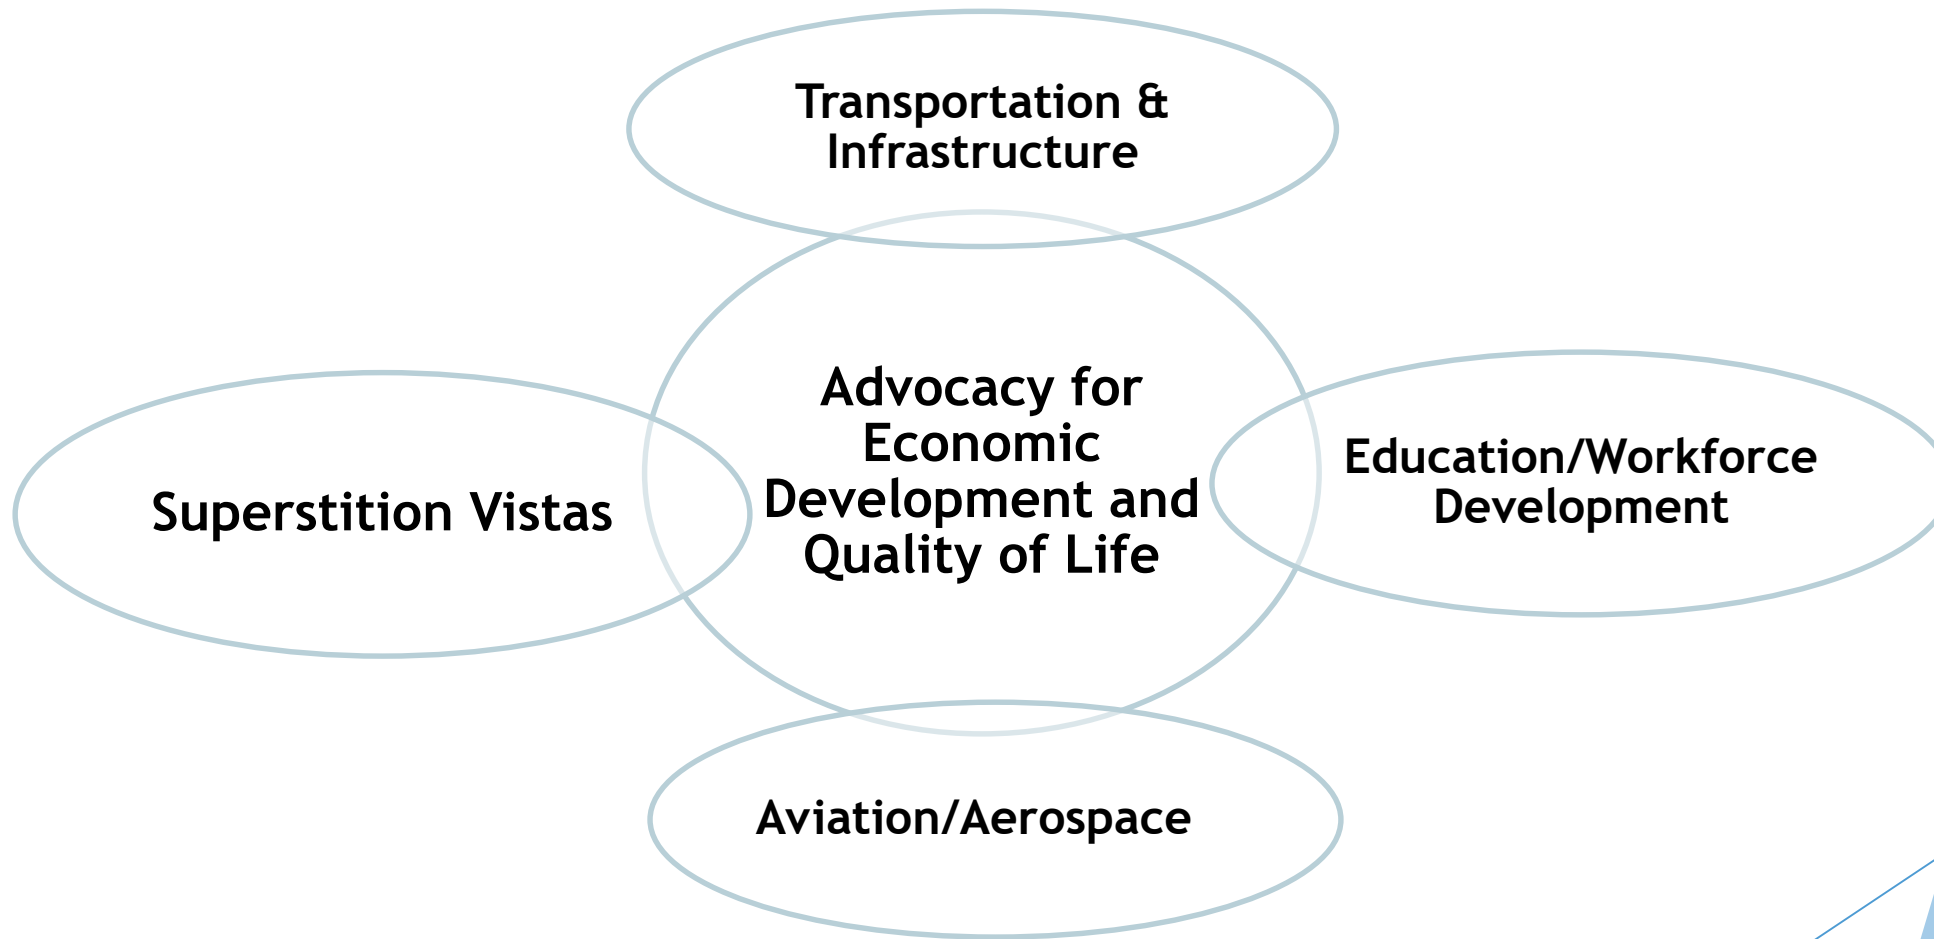 Transportation &
Infrastructure
Advocacy for
Economic
Development and
Quality of Life
Education/Workforce
Development
Superstition Vistas
Aviation/Aerospace